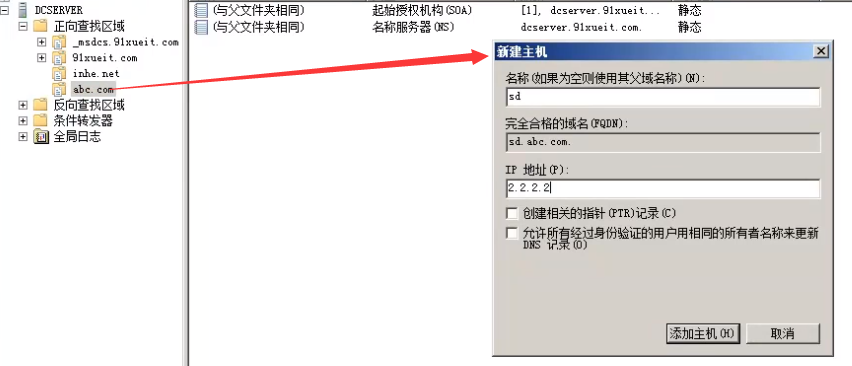 DCSERVER
正向查找区域
_msdcs.91xueit.com
91xueit.com
inhe.net
abc.com
反向查找区域
条件转发器
全局日志
(与父文件夹相同) 起始授权机构(SOA) [1], dcserver.91xueit... 静态
(与父文件夹相同) 名称服务器(NS) dcserver.91xueit.com. 静态
新建主机
名称(如果为空则使用其父域名称)(N):
sd
完全合格的域名(FQDN):
sd.abc.com.
IP 地址(P):
2.2.2.2
创建相关的指针(PTR)记录(C)
允许所有经过身份验证的用户用相同的所有者名称来更新
DNS 记录(O)
添加主机(H) 取消